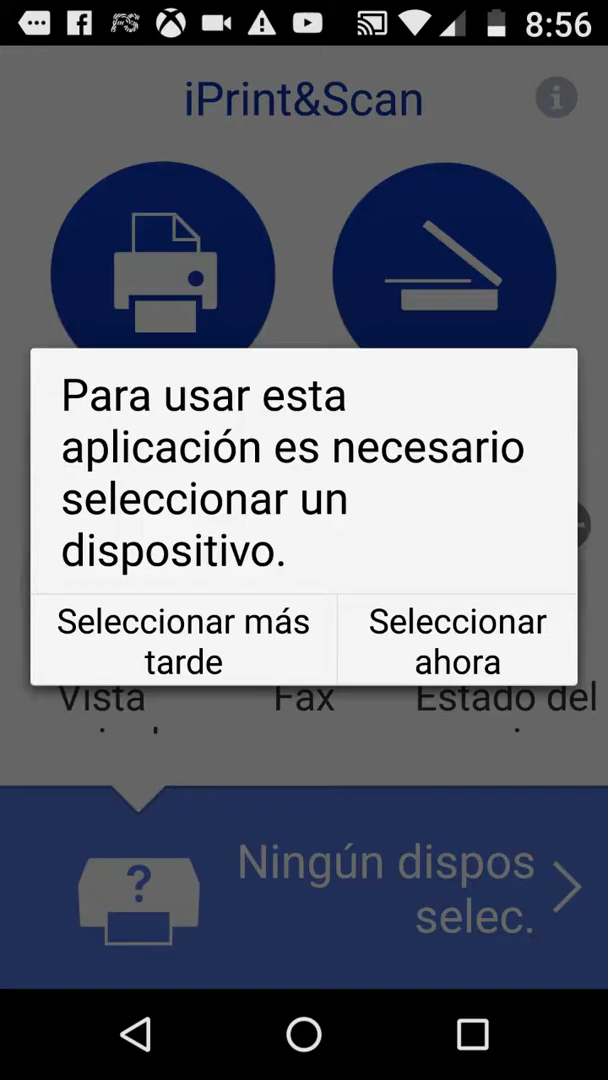 8:56
iPrint&Scan
Para usar esta
aplicación es necesario
seleccionar un
dispositivo.
Seleccionar más
tarde
Seleccionar
ahora
Vista
Fax
Estado del
Ningún dispos
selec.